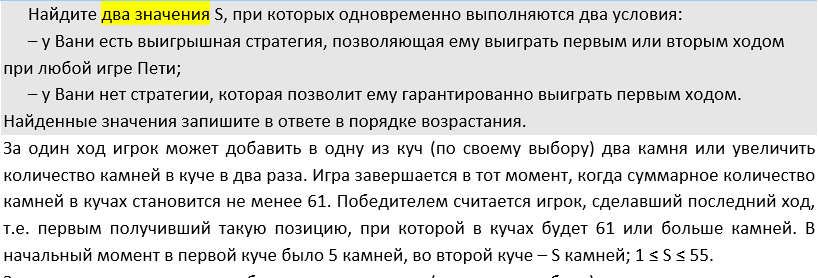 Найдите два значения S, при которых одновременно выполняются два условия:
– у Вани есть выигрышная стратегия, позволяющая ему выиграть первым или вторым ходом
при любой игре Пети;
– у Вани нет стратегии, которая позволит ему гарантированно выиграть первым ходом.
Найденные значения запишите в ответе в порядке возрастания.
За один ход игрок может добавить в одну из куч (по своему выбору) два камня или увеличить
количество камней в куче в два раза. Игра завершается в тот момент, когда суммарное количество
камней в кучах становится не менее 61. Победителем считается игрок, сделавший последний ход,
т.е. первым получивший такую позицию, при которой в кучах будет 61 или больше камней. В
начальный момент в первой куче было 5 камней, во второй куче – S камней; 1 ≤ S ≤ 55.